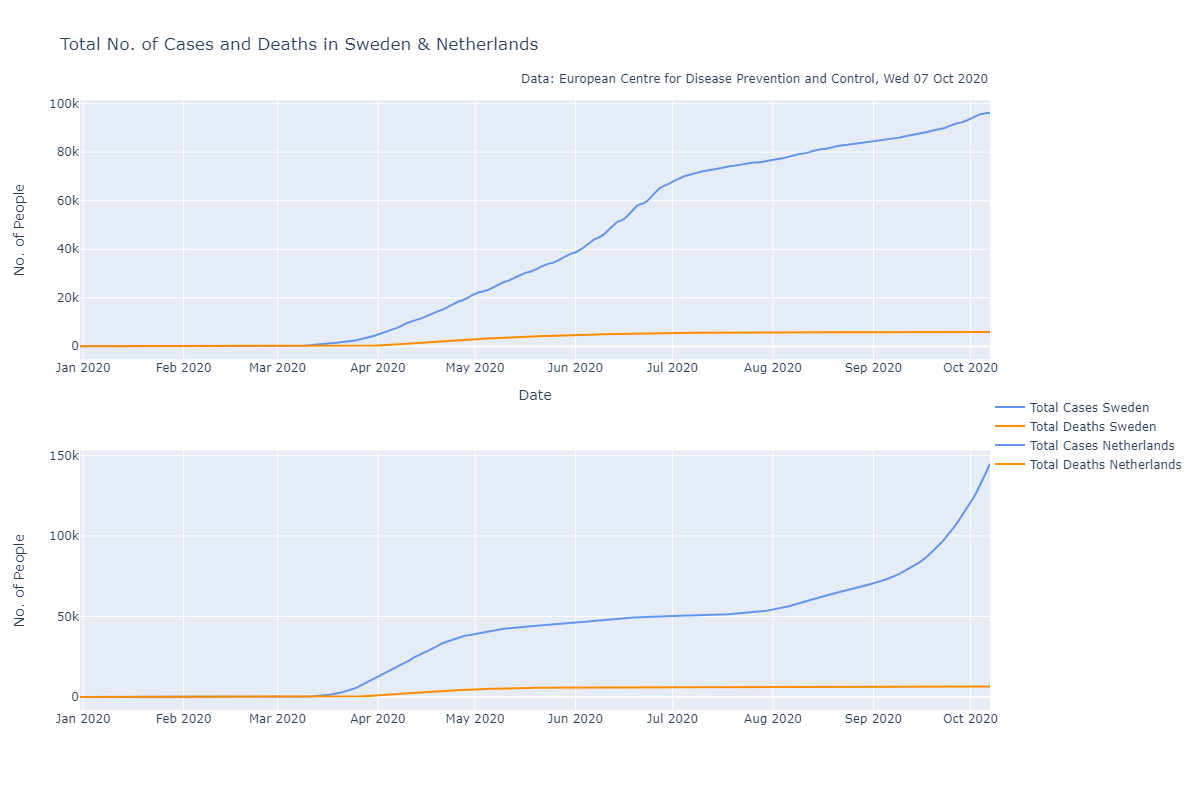 Total No. of Cases and Deaths in Sweden & Netherlands
Data: European Centre for Disease Prevention and Control, Wed 07 Oct 2020
100k
80k
60k
40k
20k
0
No. of People
Jan 2020 Feb 2020 Mar 2020 Apr 2020 May 2020 Jun 2020 Jul 2020 Aug 2020 Sep 2020 Oct 2020
Date
Total Cases Sweden
Total Deaths Sweden
Total Cases Netherlands
Total Deaths Netherlands
150k
100k
50k
0
No. of People
Jan 2020 Feb 2020 Mar 2020 Apr 2020 May 2020 Jun 2020 Jul 2020 Aug 2020 Sep 2020 Oct 2020